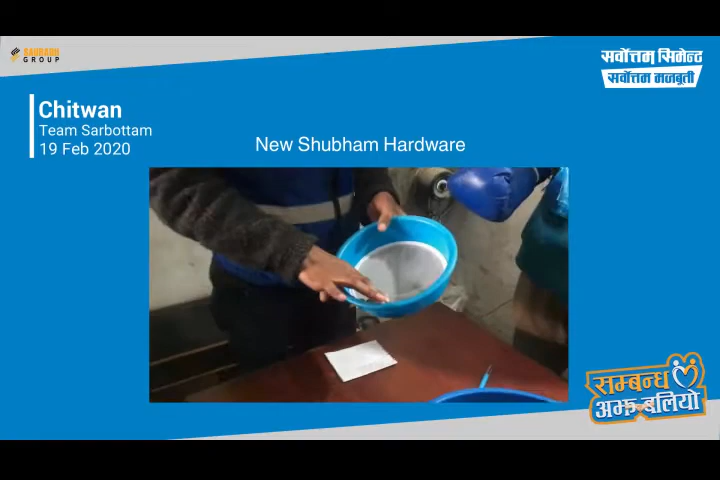 SAURABH
GROUP
सर्वोत्तम सिमेन्ट
सर्वोत्तम मजबूती
Chitwan
Team Sarbottam
19 Feb 2020
New Shubham Hardware
सम्बन्ध
अझ बलियो